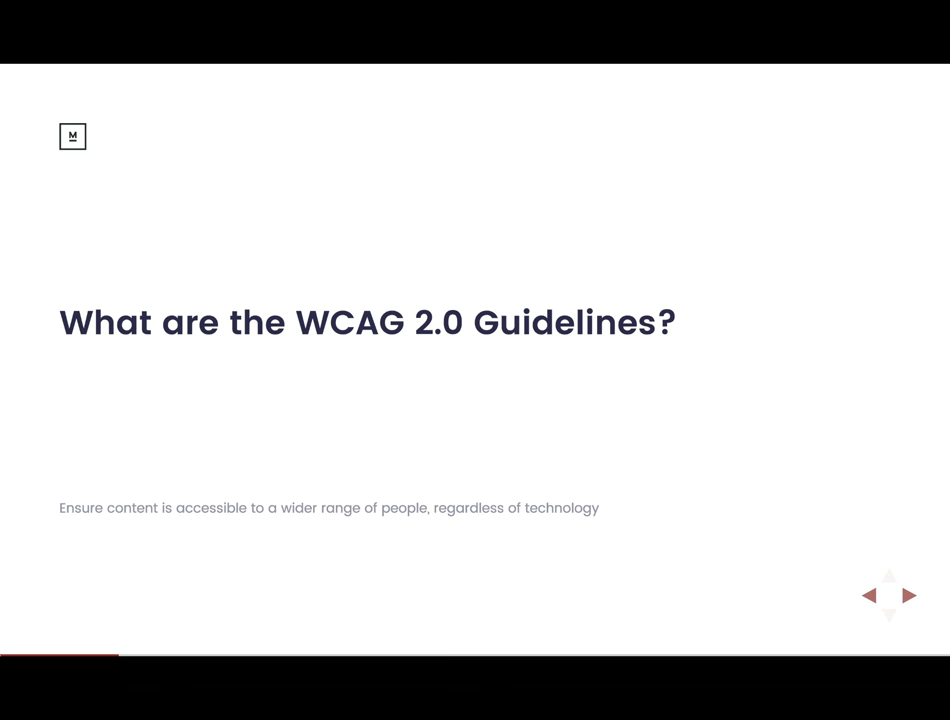 M
What are the WCAG 2.0 Guidelines?
Ensure content is accessible to a wider range of people, regardless of technology